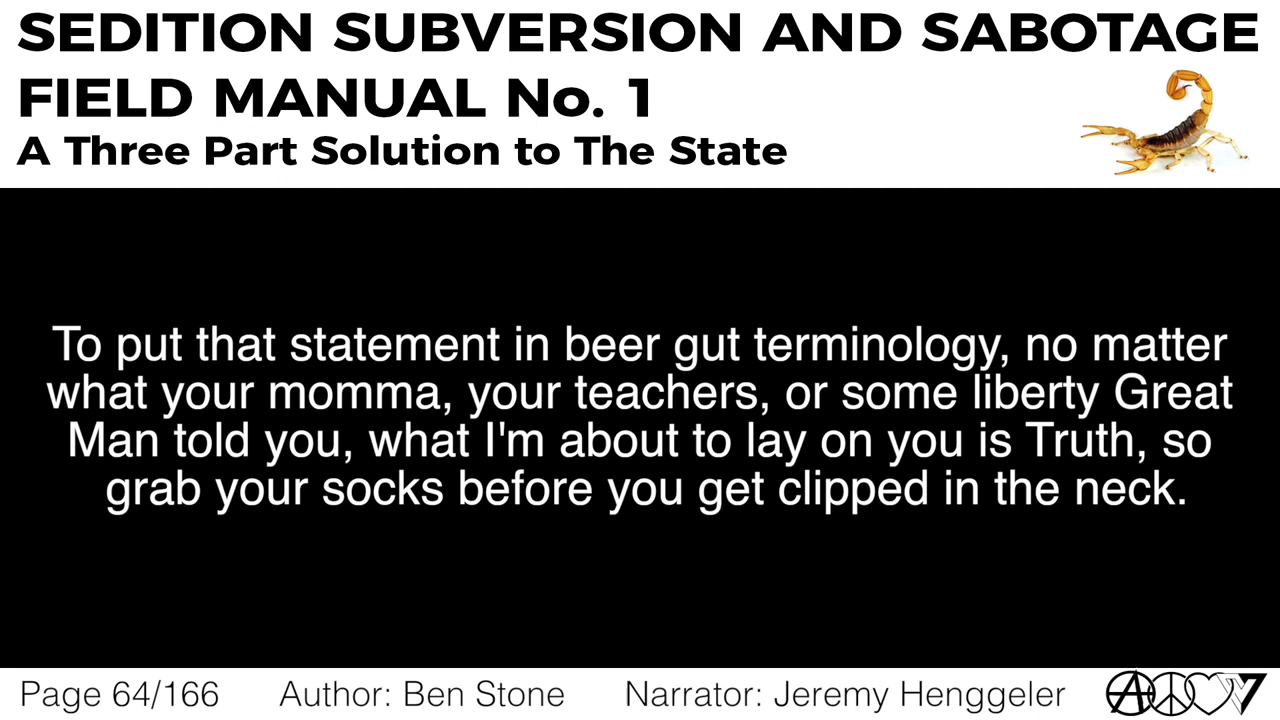 SEDITION SUBVERSION AND SABOTAGE
FIELD MANUAL No. 1
A Three Part Solution to The State
To put that statement in beer gut terminology, no matter
what your momma, your teachers, or some liberty Great
Man told you, what I'm about to lay on you is Truth, so
grab your socks before you get clipped in the neck.
Page 64/166 Author: Ben Stone Narrator: Jeremy Henggeler